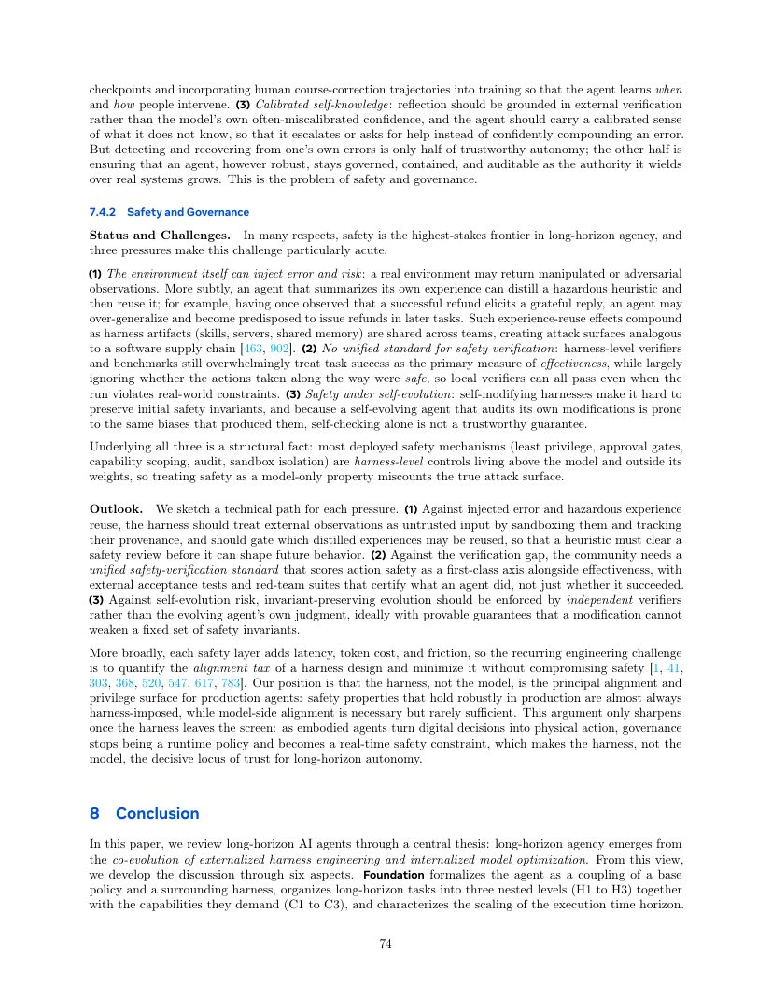 checkpoints and incorporating human course-correction trajectories into training so that the agent learns when
and how people intervene. (3) Calibrated self-knowledge: reflection should be grounded in external verification
rather than the model's own often-miscalibrated confidence, and the agent should carry a calibrated sense
of what it does not know, so that it escalates or asks for help instead of confidently compounding an error.
But detecting and recovering from one's own errors is only half of trustworthy autonomy; the other half is
ensuring that an agent, however robust, stays governed, contained, and auditable as the authority it wields
over real systems grows. This is the problem of safety and governance.
7.4.2 Safety and Governance
Status and Challenges. In many respects, safety is the highest-stakes frontier in long-horizon agency, and
three pressures make this challenge particularly acute.
(1) The environment itself can inject error and risk: a real environment may return manipulated or adversarial
observations. More subtly, an agent that summarizes its own experience can distill a hazardous heuristic and
then reuse it; for example, having once observed that a successful refund elicits a grateful reply, an agent may
over-generalize and become predisposed to issue refunds in later tasks. Such experience-reuse effects compound
as harness artifacts (skills, servers, shared memory) are shared across teams, creating attack surfaces analogous
to a software supply chain [463, 902]. (2) No unified standard for safety verification: harness-level verifiers
and benchmarks still overwhelmingly treat task success as the primary measure of effectiveness, while largely
ignoring whether the actions taken along the way were safe, so local verifiers can all pass even when the
run violates real-world constraints. (3) Safety under self-evolution: self-modifying harnesses make it hard to
preserve initial safety invariants, and because a self-evolving agent that audits its own modifications is prone
to the same biases that produced them, self-checking alone is not a trustworthy guarantee.
Underlying all three is a structural fact: most deployed safety mechanisms (least privilege, approval gates,
capability scoping, audit, sandbox isolation) are harness-level controls living above the model and outside its
weights, so treating safety as a model-only property miscounts the true attack surface.
Outlook. We sketch a technical path for each pressure. (1) Against injected error and hazardous experience
reuse, the harness should treat external observations as untrusted input by sandboxing them and tracking
their provenance, and should gate which distilled experiences may be reused, so that a heuristic must clear a
safety review before it can shape future behavior. (2) Against the verification gap, the community needs a
unified safety-verification standard that scores action safety as a first-class axis alongside effectiveness, with
external acceptance tests and red-team suites that certify what an agent did, not just whether it succeeded.
(3) Against self-evolution risk, invariant-preserving evolution should be enforced by independent verifiers
rather than the evolving agent's own judgment, ideally with provable guarantees that a modification cannot
weaken a fixed set of safety invariants.
More broadly, each safety layer adds latency, token cost, and friction, so the recurring engineering challenge
is to quantify the alignment tax of a harness design and minimize it without compromising safety [1, 41,
303, 368, 520, 547, 617, 783]. Our position is that the harness, not the model, is the principal alignment and
privilege surface for production agents: safety properties that hold robustly in production are almost always
harness-imposed, while model-side alignment is necessary but rarely sufficient. This argument only sharpens
once the harness leaves the screen: as embodied agents turn digital decisions into physical action, governance
stops being a runtime policy and becomes a real-time safety constraint, which makes the harness, not the
model, the decisive locus of trust for long-horizon autonomy.
8 Conclusion
In this paper, we review long-horizon AI agents through a central thesis: long-horizon agency emerges from
the co-evolution of externalized harness engineering and internalized model optimization. From this view,
we develop the discussion through six aspects. Foundation formalizes the agent as a coupling of a base
policy and a surrounding harness, organizes long-horizon tasks into three nested levels (H1 to H3) together
with the capabilities they demand (C1 to C3), and characterizes the scaling of the execution time horizon.
74